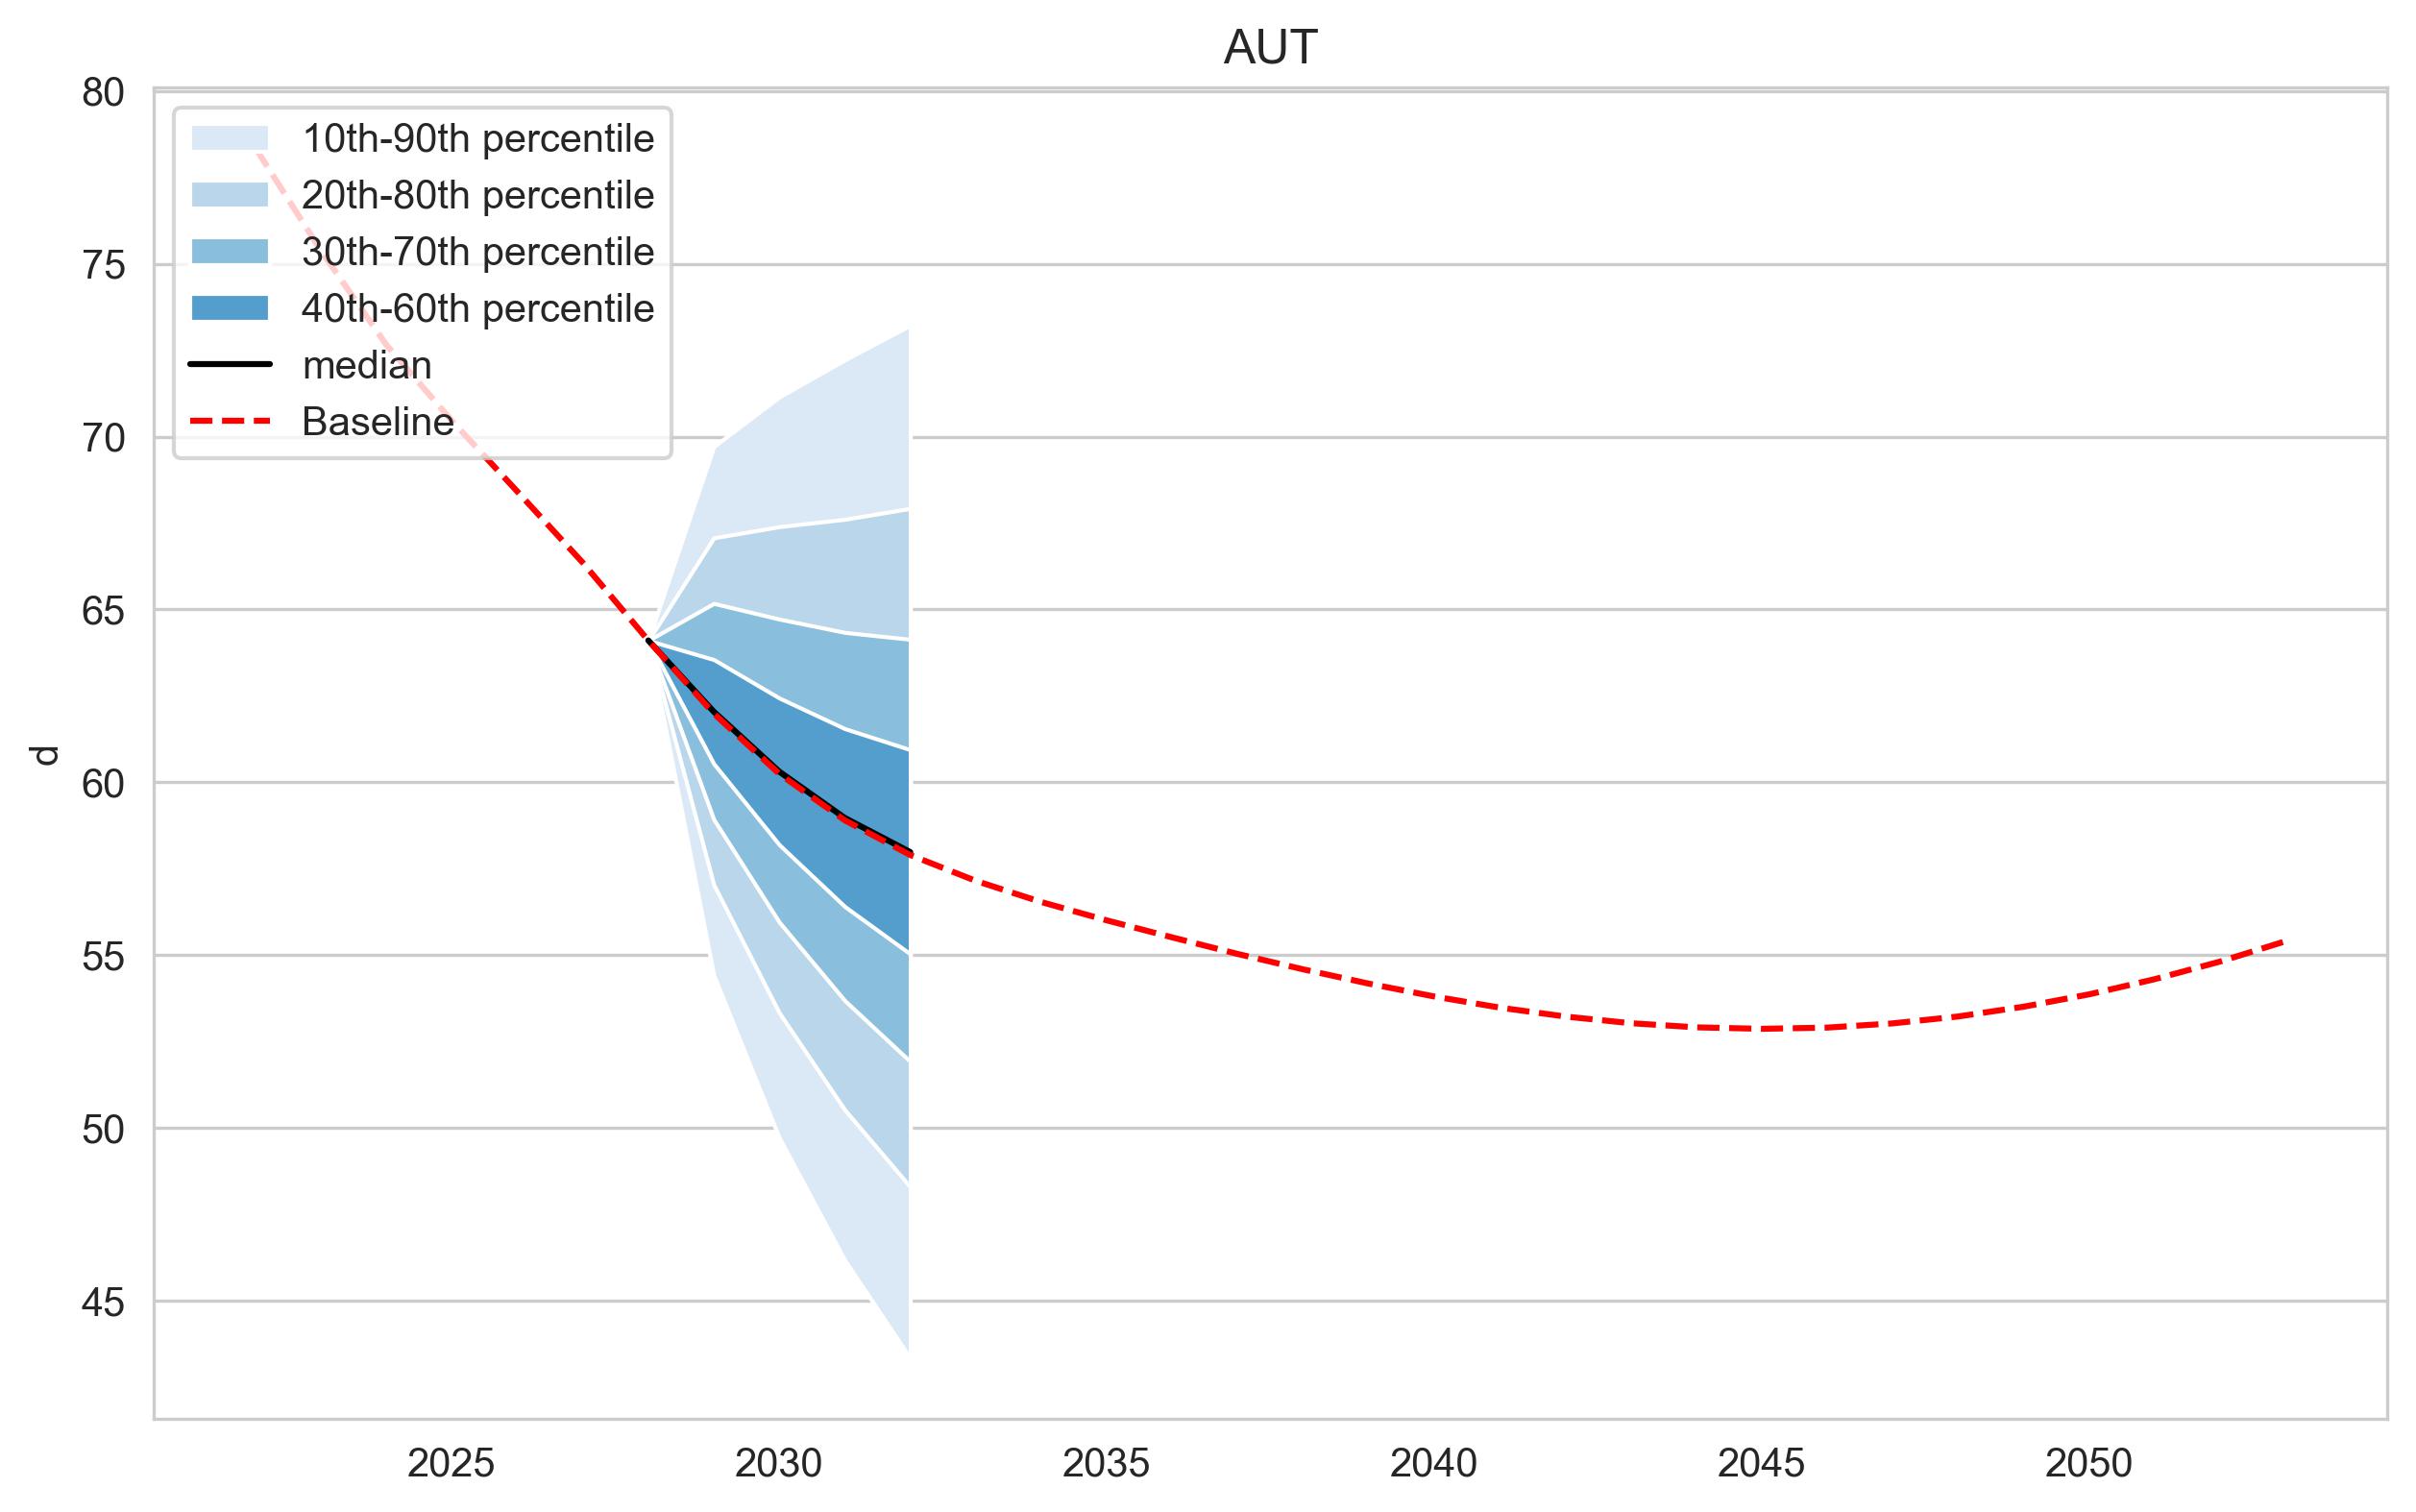 AUT
80
75
70
65
60
55
50
45
d
10th-90th percentile
20th-80th percentile
30th-70th percentile
40th-60th percentile
median
Baseline
2025 2030 2035 2040 2045 2050